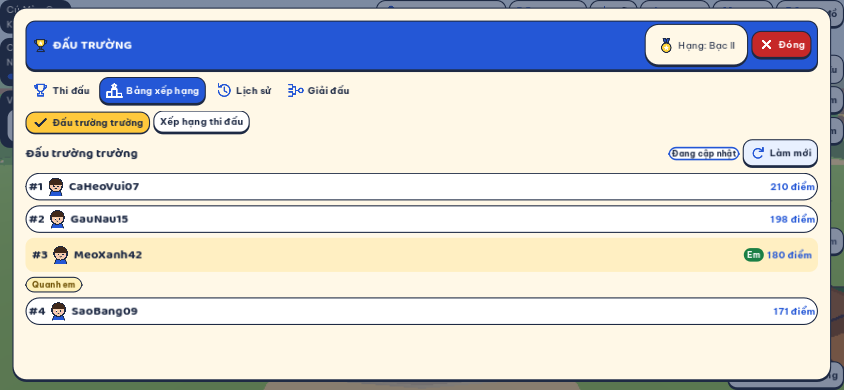 ĐẤU TRƯỜNG
Hạng: Bạc II
Đóng
Thi đấu
Bảng xếp hạng
Lịch sử
Giải đấu
Đấu trường trường
Xếp hạng thi đấu
Đấu trường trường
Đang cập nhật
Làm mới
#1 CaHeoVui07 210 điểm
#2 GauNau15 198 điểm
#3 MeoXanh42 Em 180 điểm
Quanh em
#4 SaoBang09 171 điểm